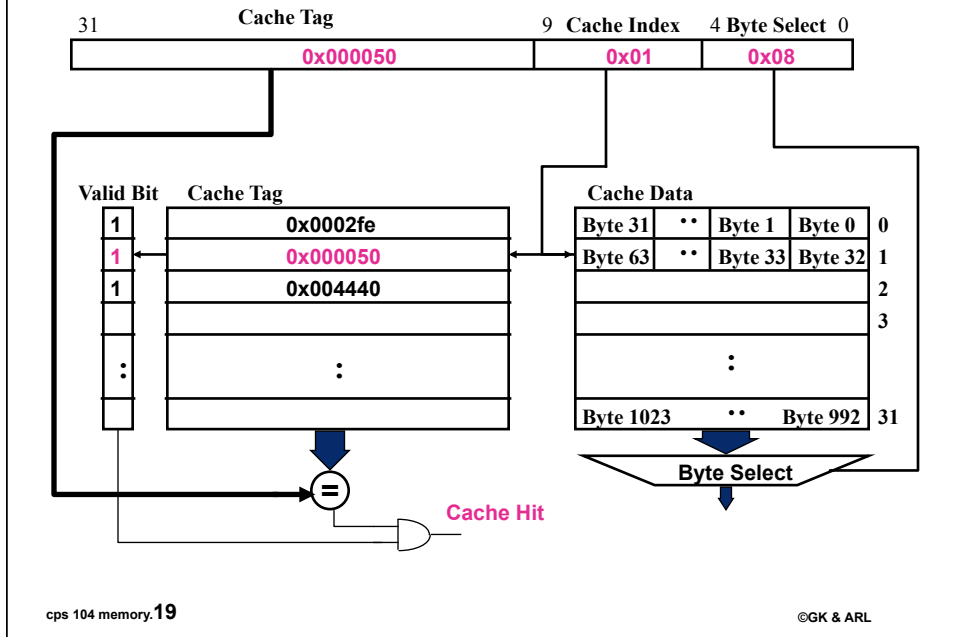 Cache Tag
31 9 Cache Index 4 Byte Select 0
0x000050 0x01 0x08
Valid Bit Cache Tag Cache Data
1 0x0002fe Byte 31 ·· Byte 1 Byte 0 0
1 0x000050 Byte 63 ·· Byte 33 Byte 32 1
1 0x004440 2
3
: : :
Byte 1023 ·· Byte 992 31
Byte Select
=
Cache Hit
cps 104 memory.19 ©GK & ARL